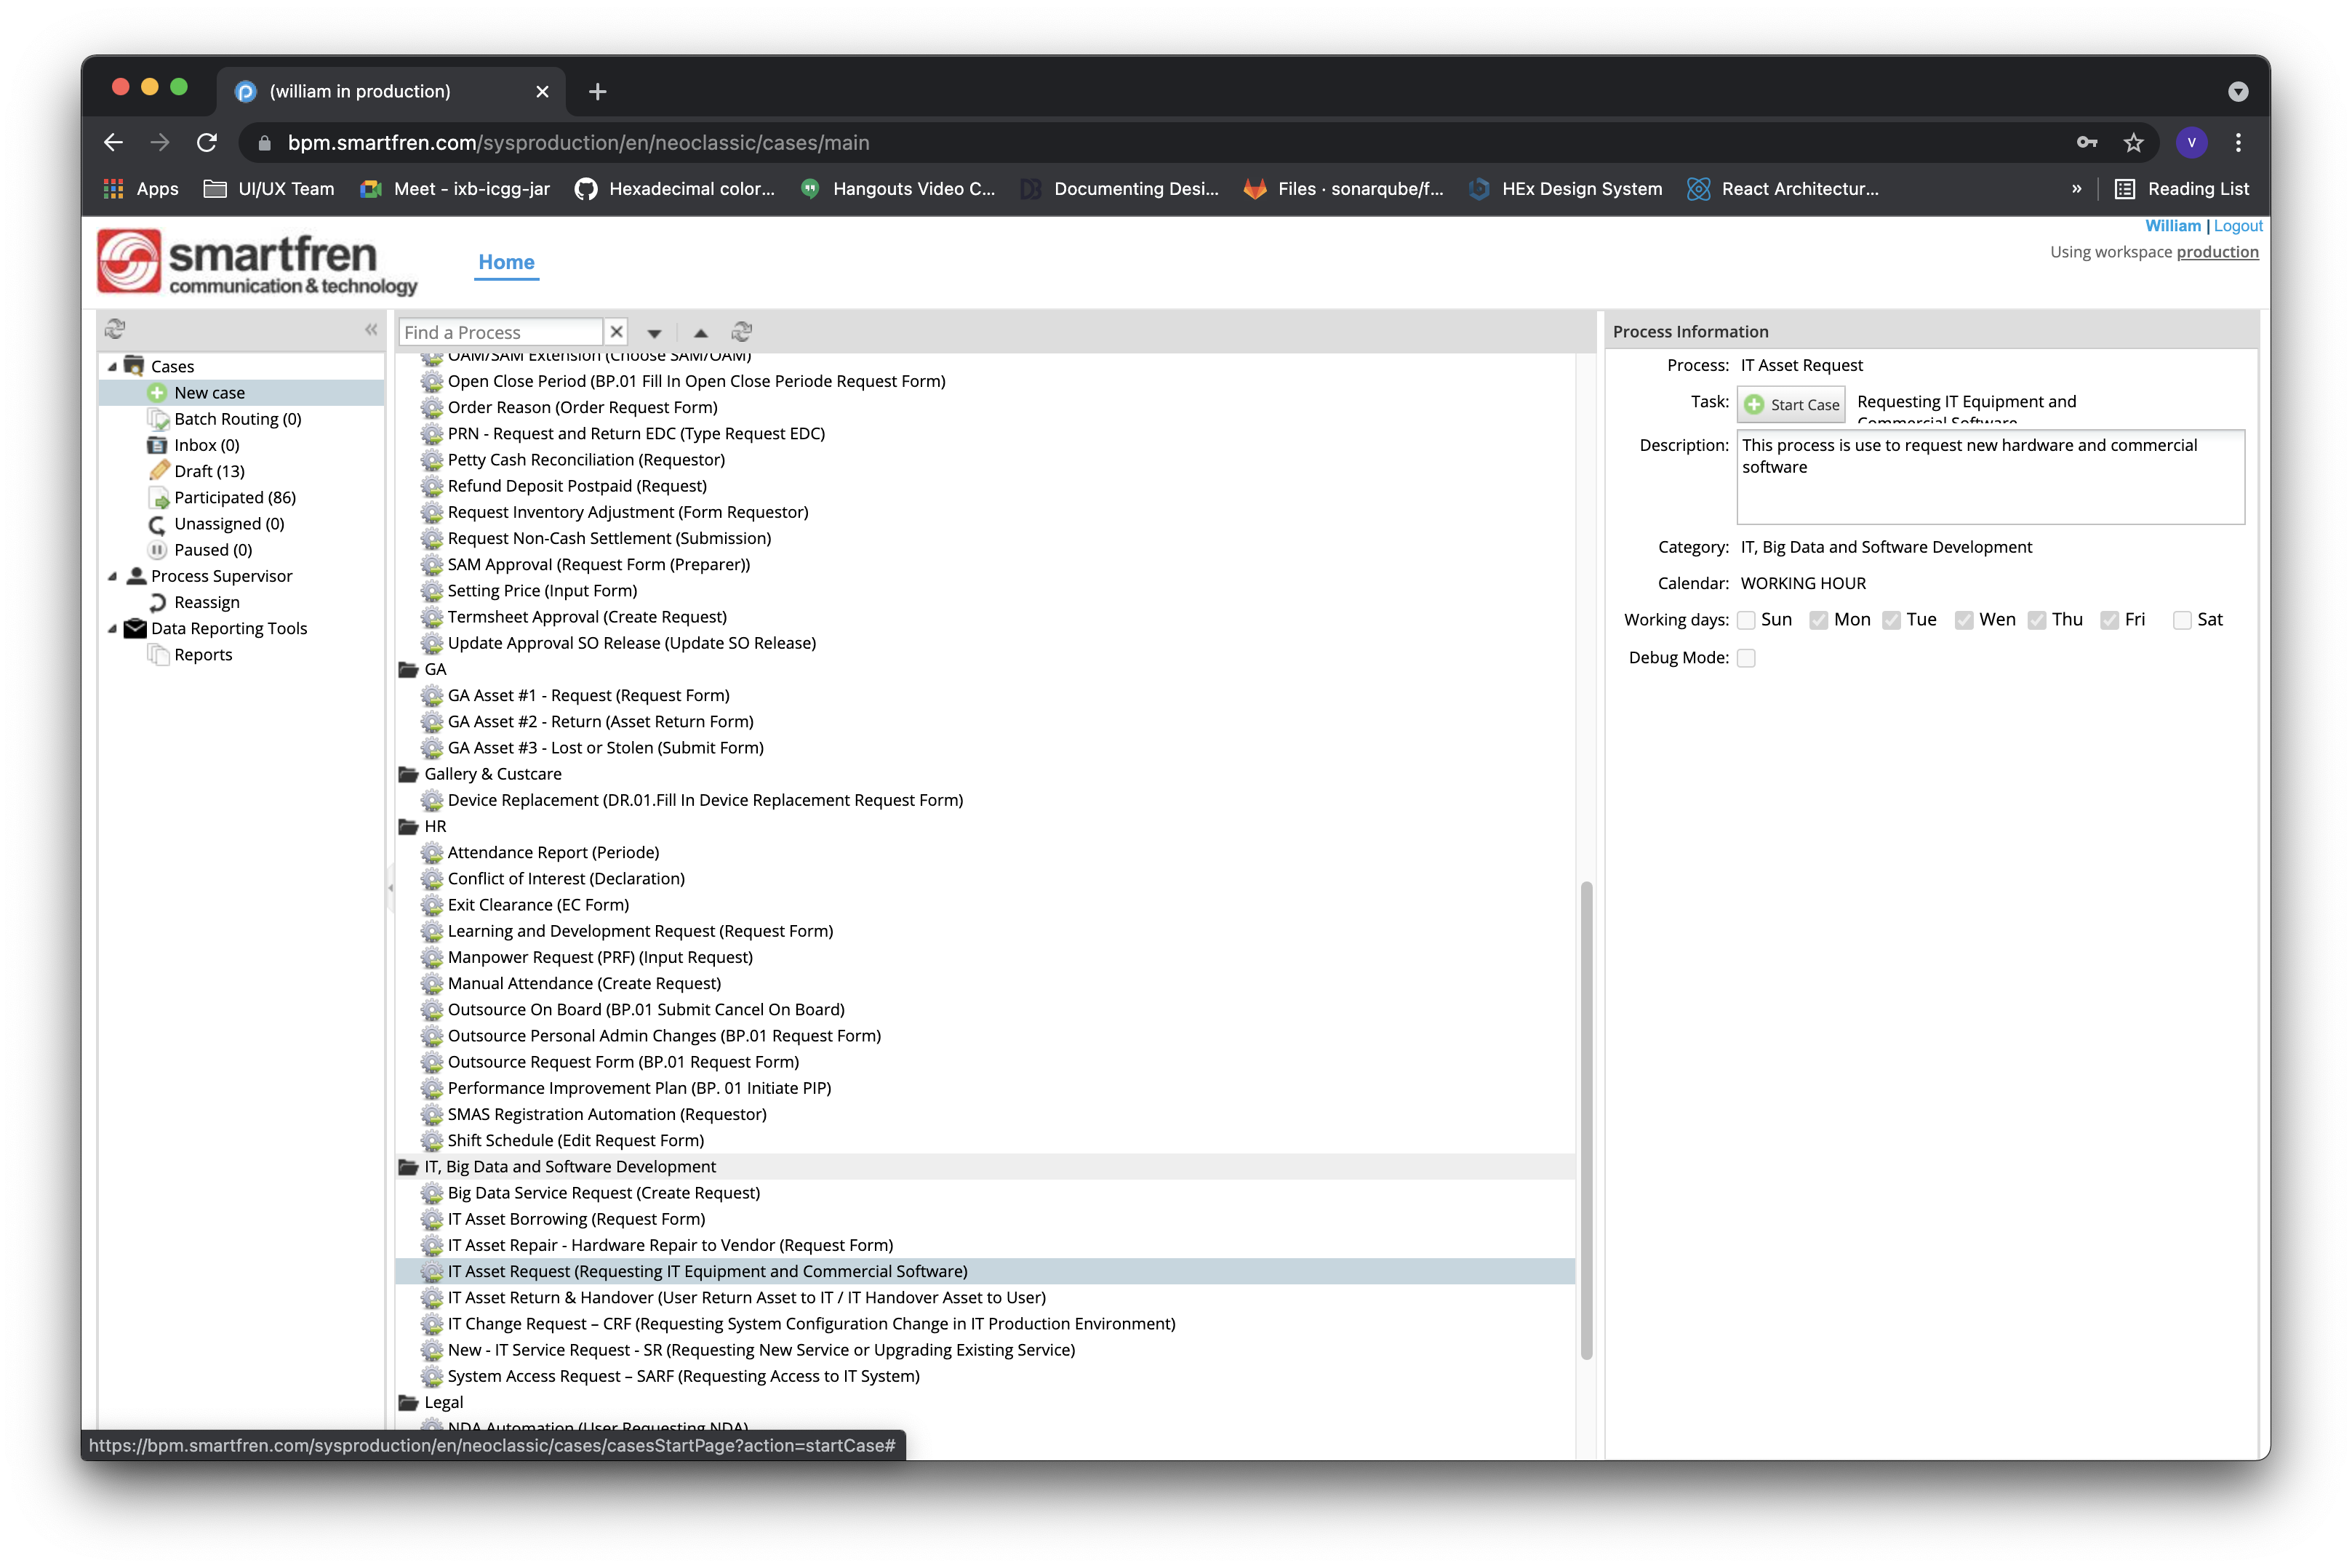 (william in production)
bpm.smartfren.com/sysproduction/en/neoclassic/cases/main
V
Apps
UI/UX Team
Meet - ixb-icgg-jar
Hexadecimal color...
Hangouts Video C...
DB
Documenting Desi...
Files · sonarqube/f...
HEx Design System
React Architectur...
»
Reading List
smartfren
communication & technology
Home
William | Logout
Using workspace production
Cases
New case
Batch Routing (0)
Inbox (0)
Draft (13)
Participated (86)
Unassigned (0)
Paused (0)
Process Supervisor
Reassign
Data Reporting Tools
Reports
Find a Process
OAM/SAM Extension (Choose SAM/OAM)
Open Close Period (BP.01 Fill In Open Close Periode Request Form)
Order Reason (Order Request Form)
PRN - Request and Return EDC (Type Request EDC)
Petty Cash Reconciliation (Requestor)
Refund Deposit Postpaid (Request)
Request Inventory Adjustment (Form Requestor)
Request Non-Cash Settlement (Submission)
SAM Approval (Request Form (Preparer))
Setting Price (Input Form)
Termsheet Approval (Create Request)
Update Approval SO Release (Update SO Release)
GA
GA Asset #1 - Request (Request Form)
GA Asset #2 - Return (Asset Return Form)
GA Asset #3 - Lost or Stolen (Submit Form)
Gallery & Custcare
Device Replacement (DR.01.Fill In Device Replacement Request Form)
HR
Attendance Report (Periode)
Conflict of Interest (Declaration)
Exit Clearance (EC Form)
Learning and Development Request (Request Form)
Manpower Request (PRF) (Input Request)
Manual Attendance (Create Request)
Outsource On Board (BP.01 Submit Cancel On Board)
Outsource Personal Admin Changes (BP.01 Request Form)
Outsource Request Form (BP.01 Request Form)
Performance Improvement Plan (BP. 01 Initiate PIP)
SMAS Registration Automation (Requestor)
Shift Schedule (Edit Request Form)
IT, Big Data and Software Development
Big Data Service Request (Create Request)
IT Asset Borrowing (Request Form)
IT Asset Repair - Hardware Repair to Vendor (Request Form)
IT Asset Request (Requesting IT Equipment and Commercial Software)
IT Asset Return & Handover (User Return Asset to IT / IT Handover Asset to User)
IT Change Request – CRF (Requesting System Configuration Change in IT Production Environment)
New - IT Service Request - SR (Requesting New Service or Upgrading Existing Service)
System Access Request – SARF (Requesting Access to IT System)
Legal
NDA Automation (User Requesting NDA)
Process Information
Process: IT Asset Request
Task: Start Case Requesting IT Equipment and
Commercial Software
Description: This process is use to request new hardware and commercial
software
Category: IT, Big Data and Software Development
Calendar: WORKING HOUR
Working days: Sun Mon Tue Wen Thu Fri Sat
Debug Mode:
https://bpm.smartfren.com/sysproduction/en/neoclassic/cases/casesStartPage?action=startCase#